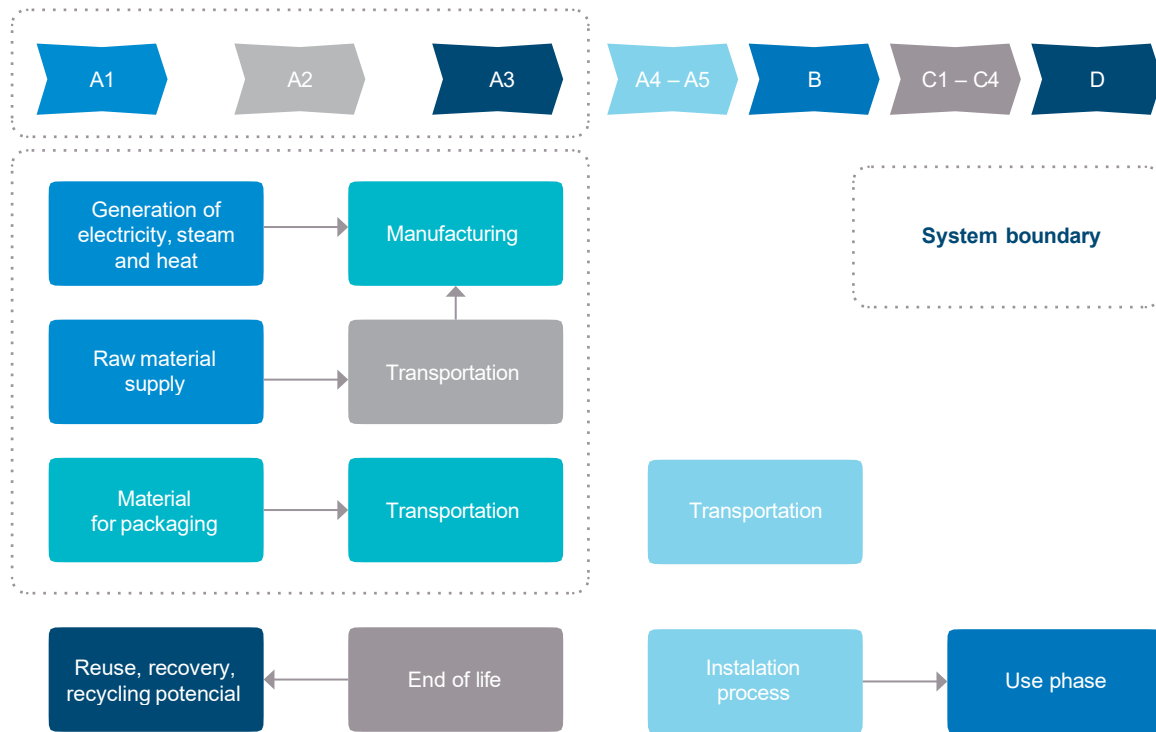 A1
A2
A3
A4 – A5
B
C1 – C4
D
Generation of
electricity, steam
and heat
Manufacturing
System boundary
Raw material
supply
Transportation
Material
for packaging
Transportation
Transportation
Reuse, recovery,
recycling potencial
End of life
Instalation
process
Use phase